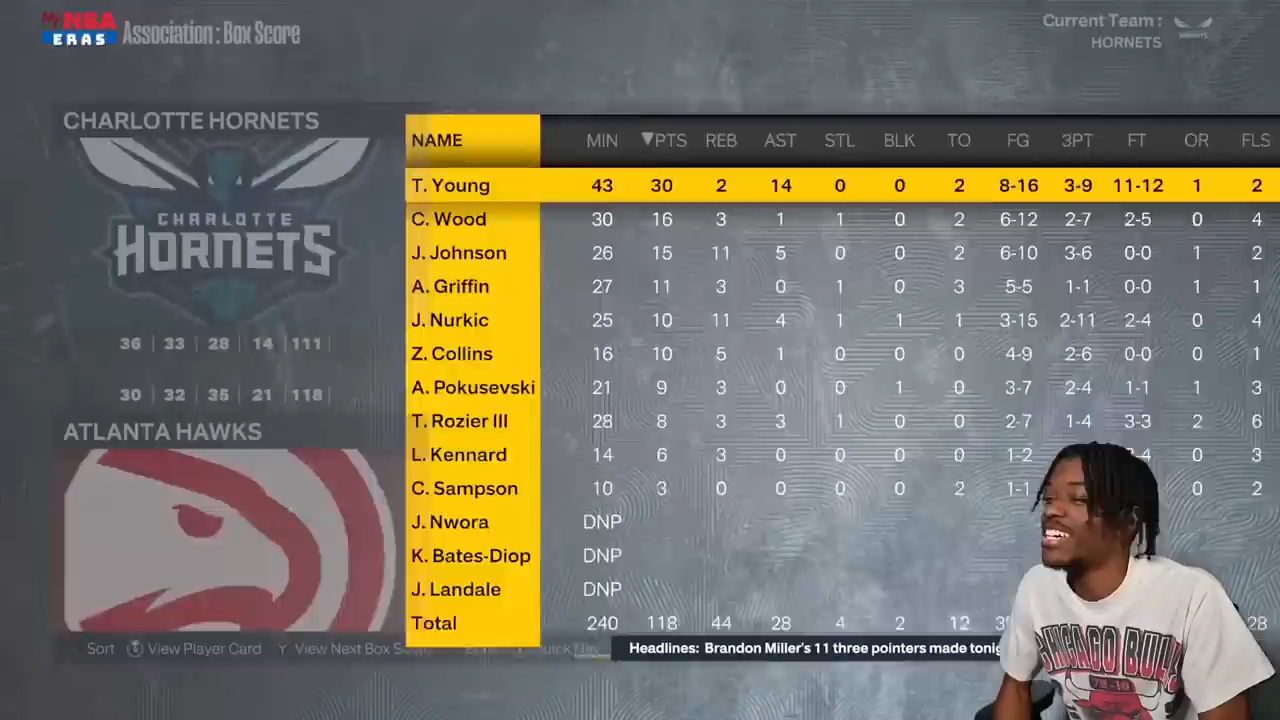 My NBA ERAS Association : Box Score
Current Team :
HORNETS
CHARLOTTE HORNETS
CHARLOTTE
HORNETS
36 | 33 | 28 | 14 | 111 |
30 | 32 | 35 | 21 | 118 |
ATLANTA HAWKS
NAME MIN ▼PTS REB AST STL BLK TO FG 3PT FT OR FLS
T. Young 43 30 2 14 0 0 2 8-16 3-9 11-12 1 2
C. Wood 30 16 3 1 1 0 2 6-12 2-7 2-5 0 4
J. Johnson 26 15 11 5 0 0 2 6-10 3-6 0-0 1 2
A. Griffin 27 11 3 0 1 0 3 5-5 1-1 0-0 1 1
J. Nurkic 25 10 11 4 1 1 1 3-15 2-11 2-4 0 4
Z. Collins 16 10 5 1 0 0 0 4-9 2-6 0-0 0 1
A. Pokusevski 21 9 3 0 0 1 0 3-7 2-4 1-1 1 3
T. Rozier III 28 8 3 3 1 0 0 2-7 1-4 3-3 2 6
L. Kennard 14 6 3 0 0 0 0 1-2 0 3
C. Sampson 10 3 0 0 0 0 2 1-1 0 2
J. Nwora DNP
K. Bates-Diop DNP
J. Landale DNP
Total 240 118 44 28 4 2 12 28
Sort View Player Card Y View Next Box
Headlines: Brandon Miller's 11 three pointers made
CHICAGO BULLS
72-10